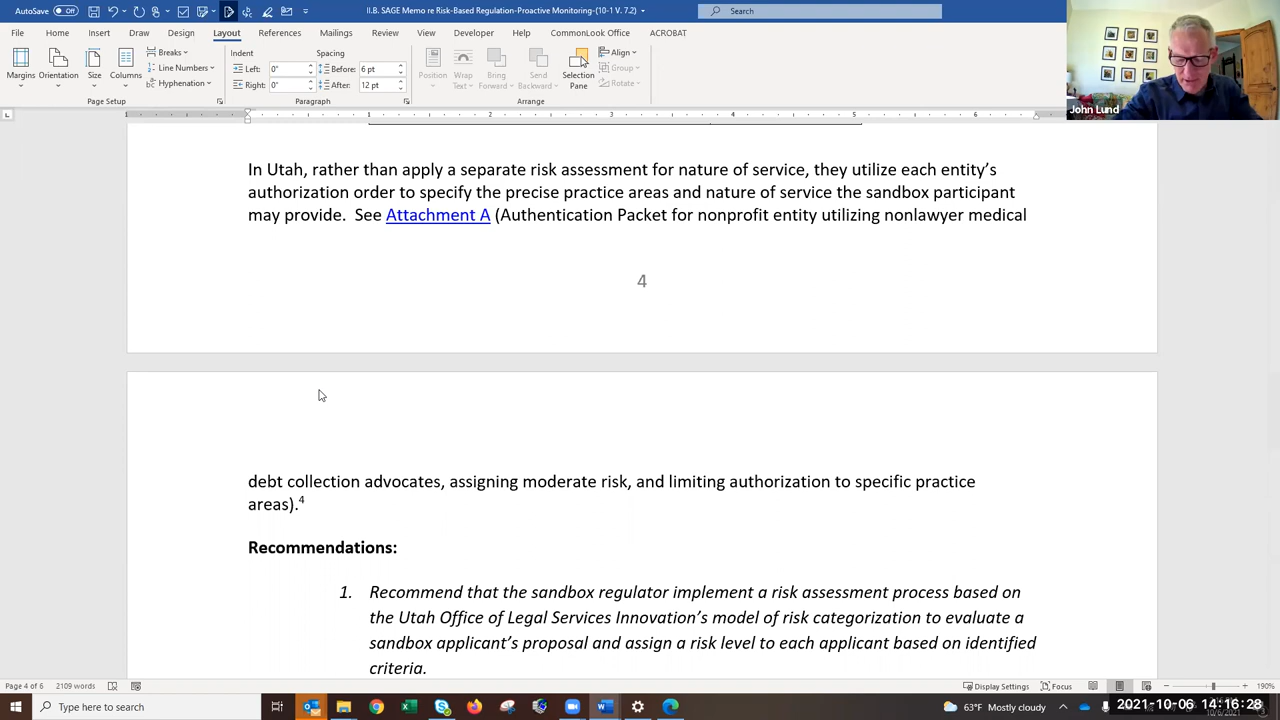 AutoSave Off
II.B. SAGE Memo re Risk-Based Regulation-Proactive Monitoring-(10-1 V. 7.2)
Search
File Home Insert Draw Design Layout References Mailings Review View Developer Help CommonLook Office ACROBAT
Margins Orientation Size Columns
Breaks
Line Numbers
Hyphenation
Page Setup
Indent Spacing
Left: 0" Before: 6 pt
Right: 0" After: 12 pt
Paragraph
Position Wrap Text Bring Forward Send Backward Selection Pane
Align
Group
Rotate
Arrange
John Lund
1 1 2 3 4 5 6
In Utah, rather than apply a separate risk assessment for nature of service, they utilize each entity's
authorization order to specify the precise practice areas and nature of service the sandbox participant
may provide. See Attachment A (Authentication Packet for nonprofit entity utilizing nonlawyer medical
4
debt collection advocates, assigning moderate risk, and limiting authorization to specific practice
areas).4
Recommendations:
1. Recommend that the sandbox regulator implement a risk assessment process based on
the Utah Office of Legal Services Innovation's model of risk categorization to evaluate a
sandbox applicant's proposal and assign a risk level to each applicant based on identified
criteria.
Page 4 of 6 2109 words
Display Settings Focus 190%
Type here to search
63°F Mostly cloudy
2021-10-06 14:16:28